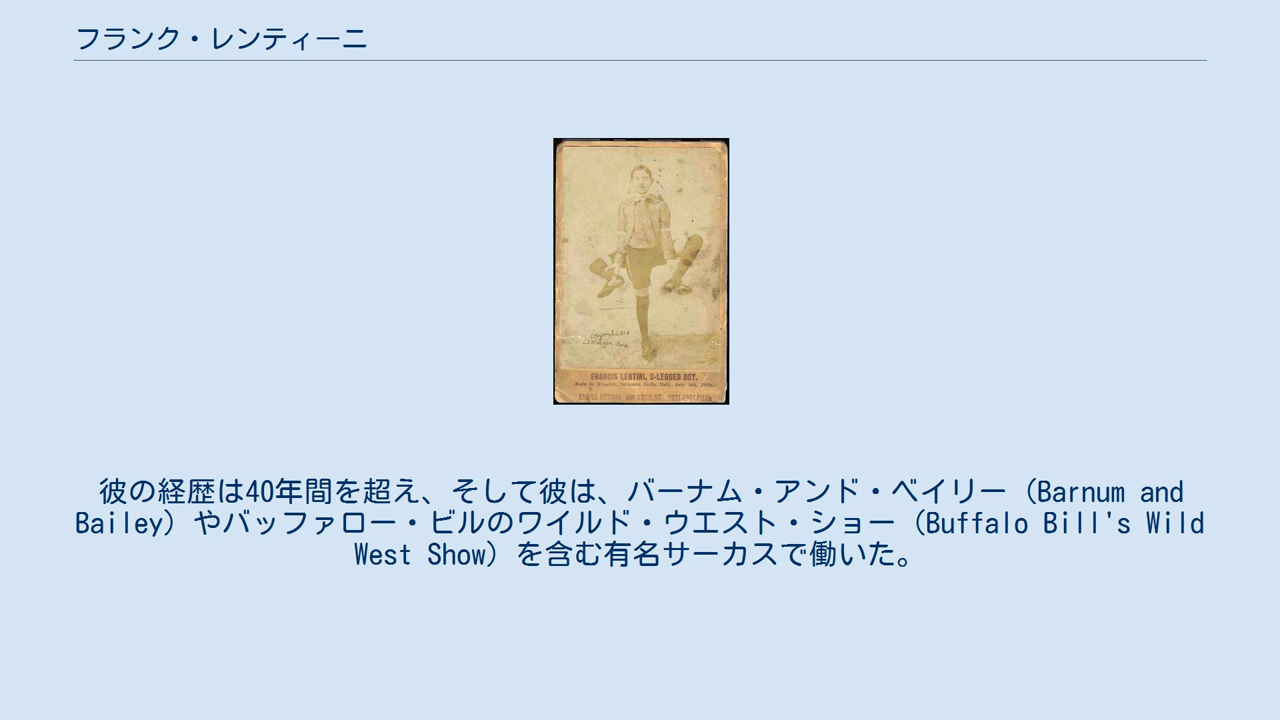 フランク・レンティーニ
FRANCIS LENTINI, 3-LEGGED BOY.
彼の経歴は40年間を超え、そして彼は、バーナム・アンド・ベイリー（Barnum and
Bailey）やバッファロー・ビルのワイルド・ウエスト・ショー（Buffalo Bill's Wild
West Show）を含む有名サーカスで働いた。